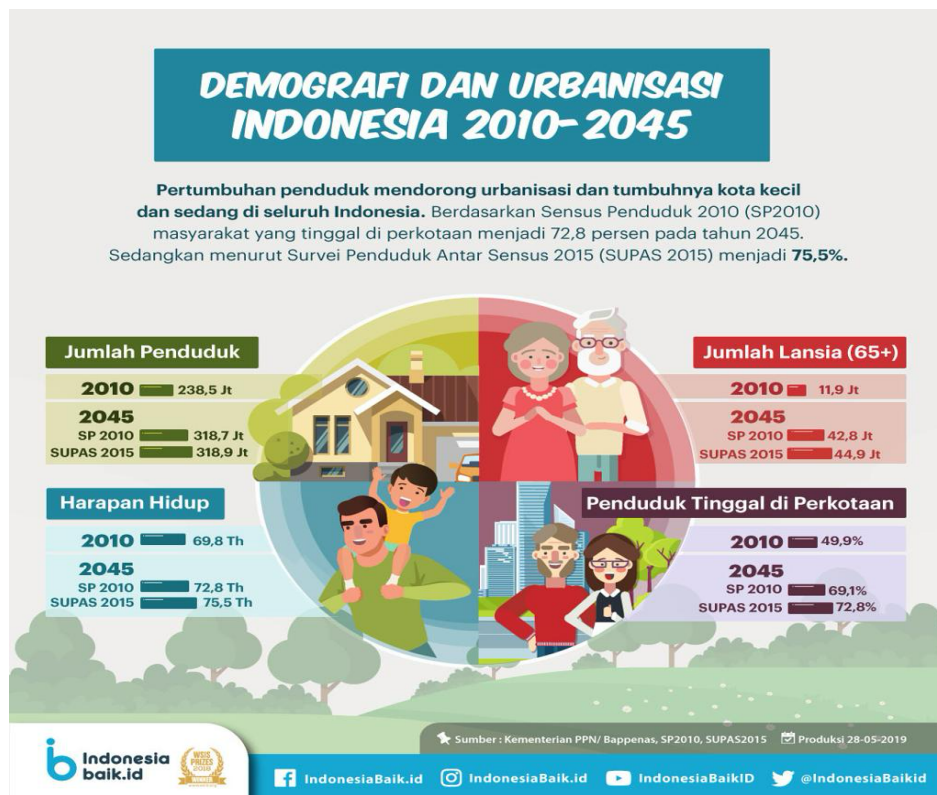 DEMOGRAFI DAN URBANISASI
INDONESIA 2010-2045
Pertumbuhan penduduk mendorong urbanisasi dan tumbuhnya kota kecil
dan sedang di seluruh Indonesia. Berdasarkan Sensus Penduduk 2010 (SP2010)
masyarakat yang tinggal di perkotaan menjadi 72,8 persen pada tahun 2045.
Sedangkan menurut Survei Penduduk Antar Sensus 2015 (SUPAS 2015) menjadi 75,5%.
Jumlah Penduduk
2010 238,5 Jt
2045
SP 2010 318,7 Jt
SUPAS 2015 318,9 Jt
Jumlah Lansia (65+)
2010 11,9 Jt
2045
SP 2010 42,8 Jt
SUPAS 2015 44,9 Jt
Harapan Hidup
2010 69,8 Th
2045
SP 2010 72,8 Th
SUPAS 2015 75,5 Th
Penduduk Tinggal di Perkotaan
2010 49,9%
2045
SP 2010 69,1%
SUPAS 2015 72,8%
Sumber : Kementerian PPN/ Bappenas, SP2010, SUPAS2015 Produksi 28-05-2019
Indonesia
baik.id
WSIS
PRIZES
WINNER
IndonesiaBaik.id IndonesiaBaik.id IndonesiaBaikID @IndonesiaBaikid